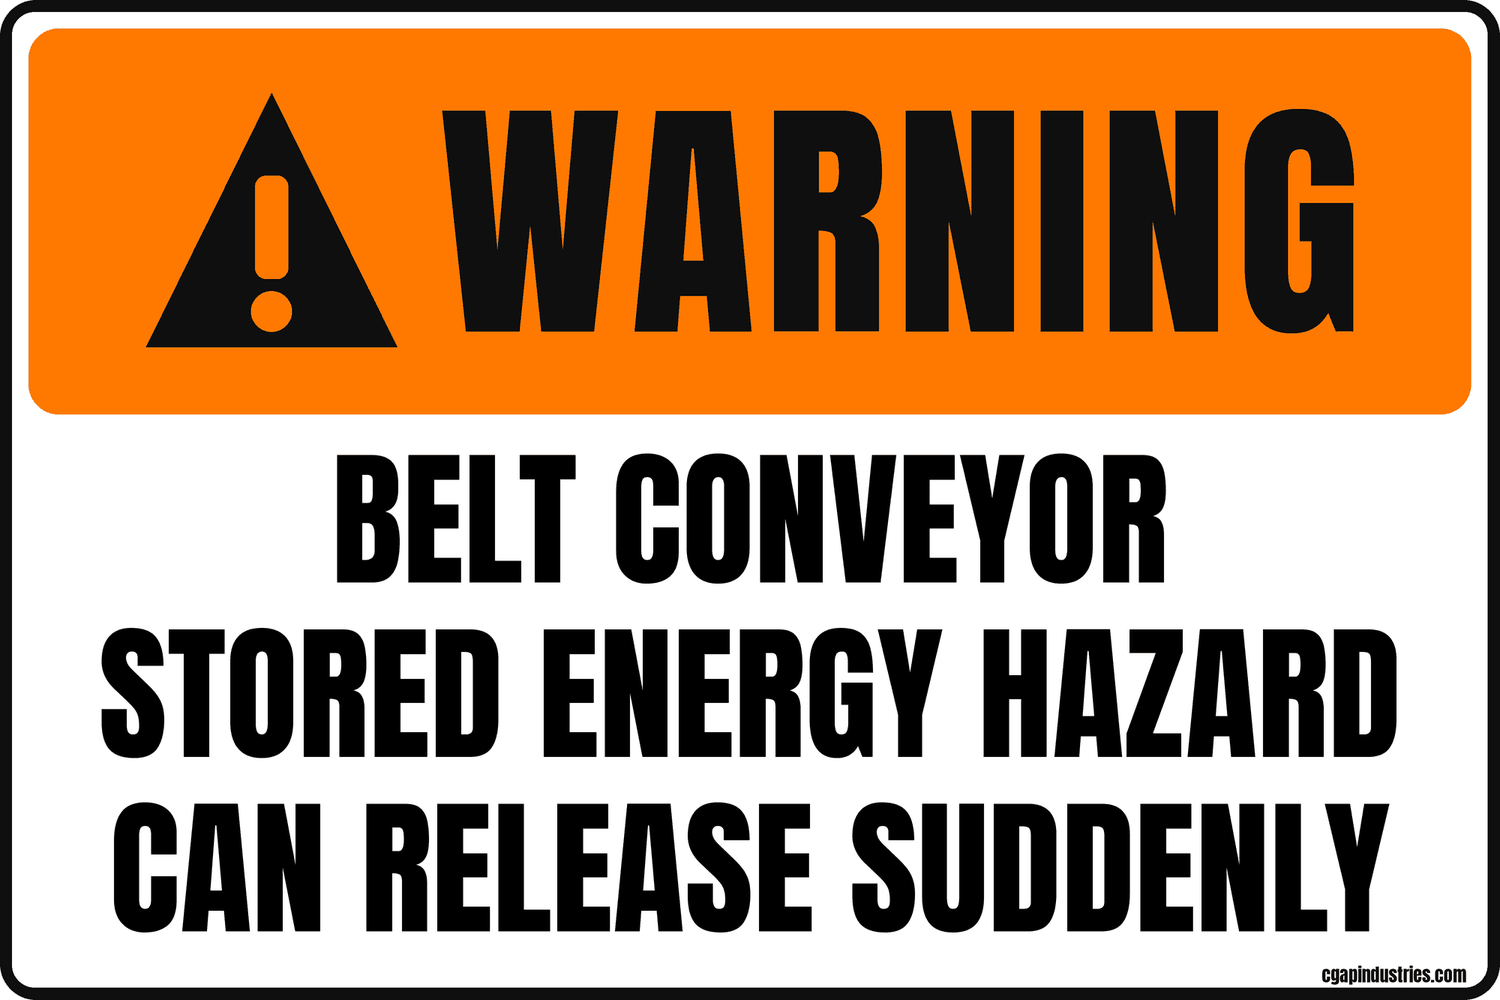 WARNING
BELT CONVEYOR
STORED ENERGY HAZARD
CAN RELEASE SUDDENLY
cgapindustries.com